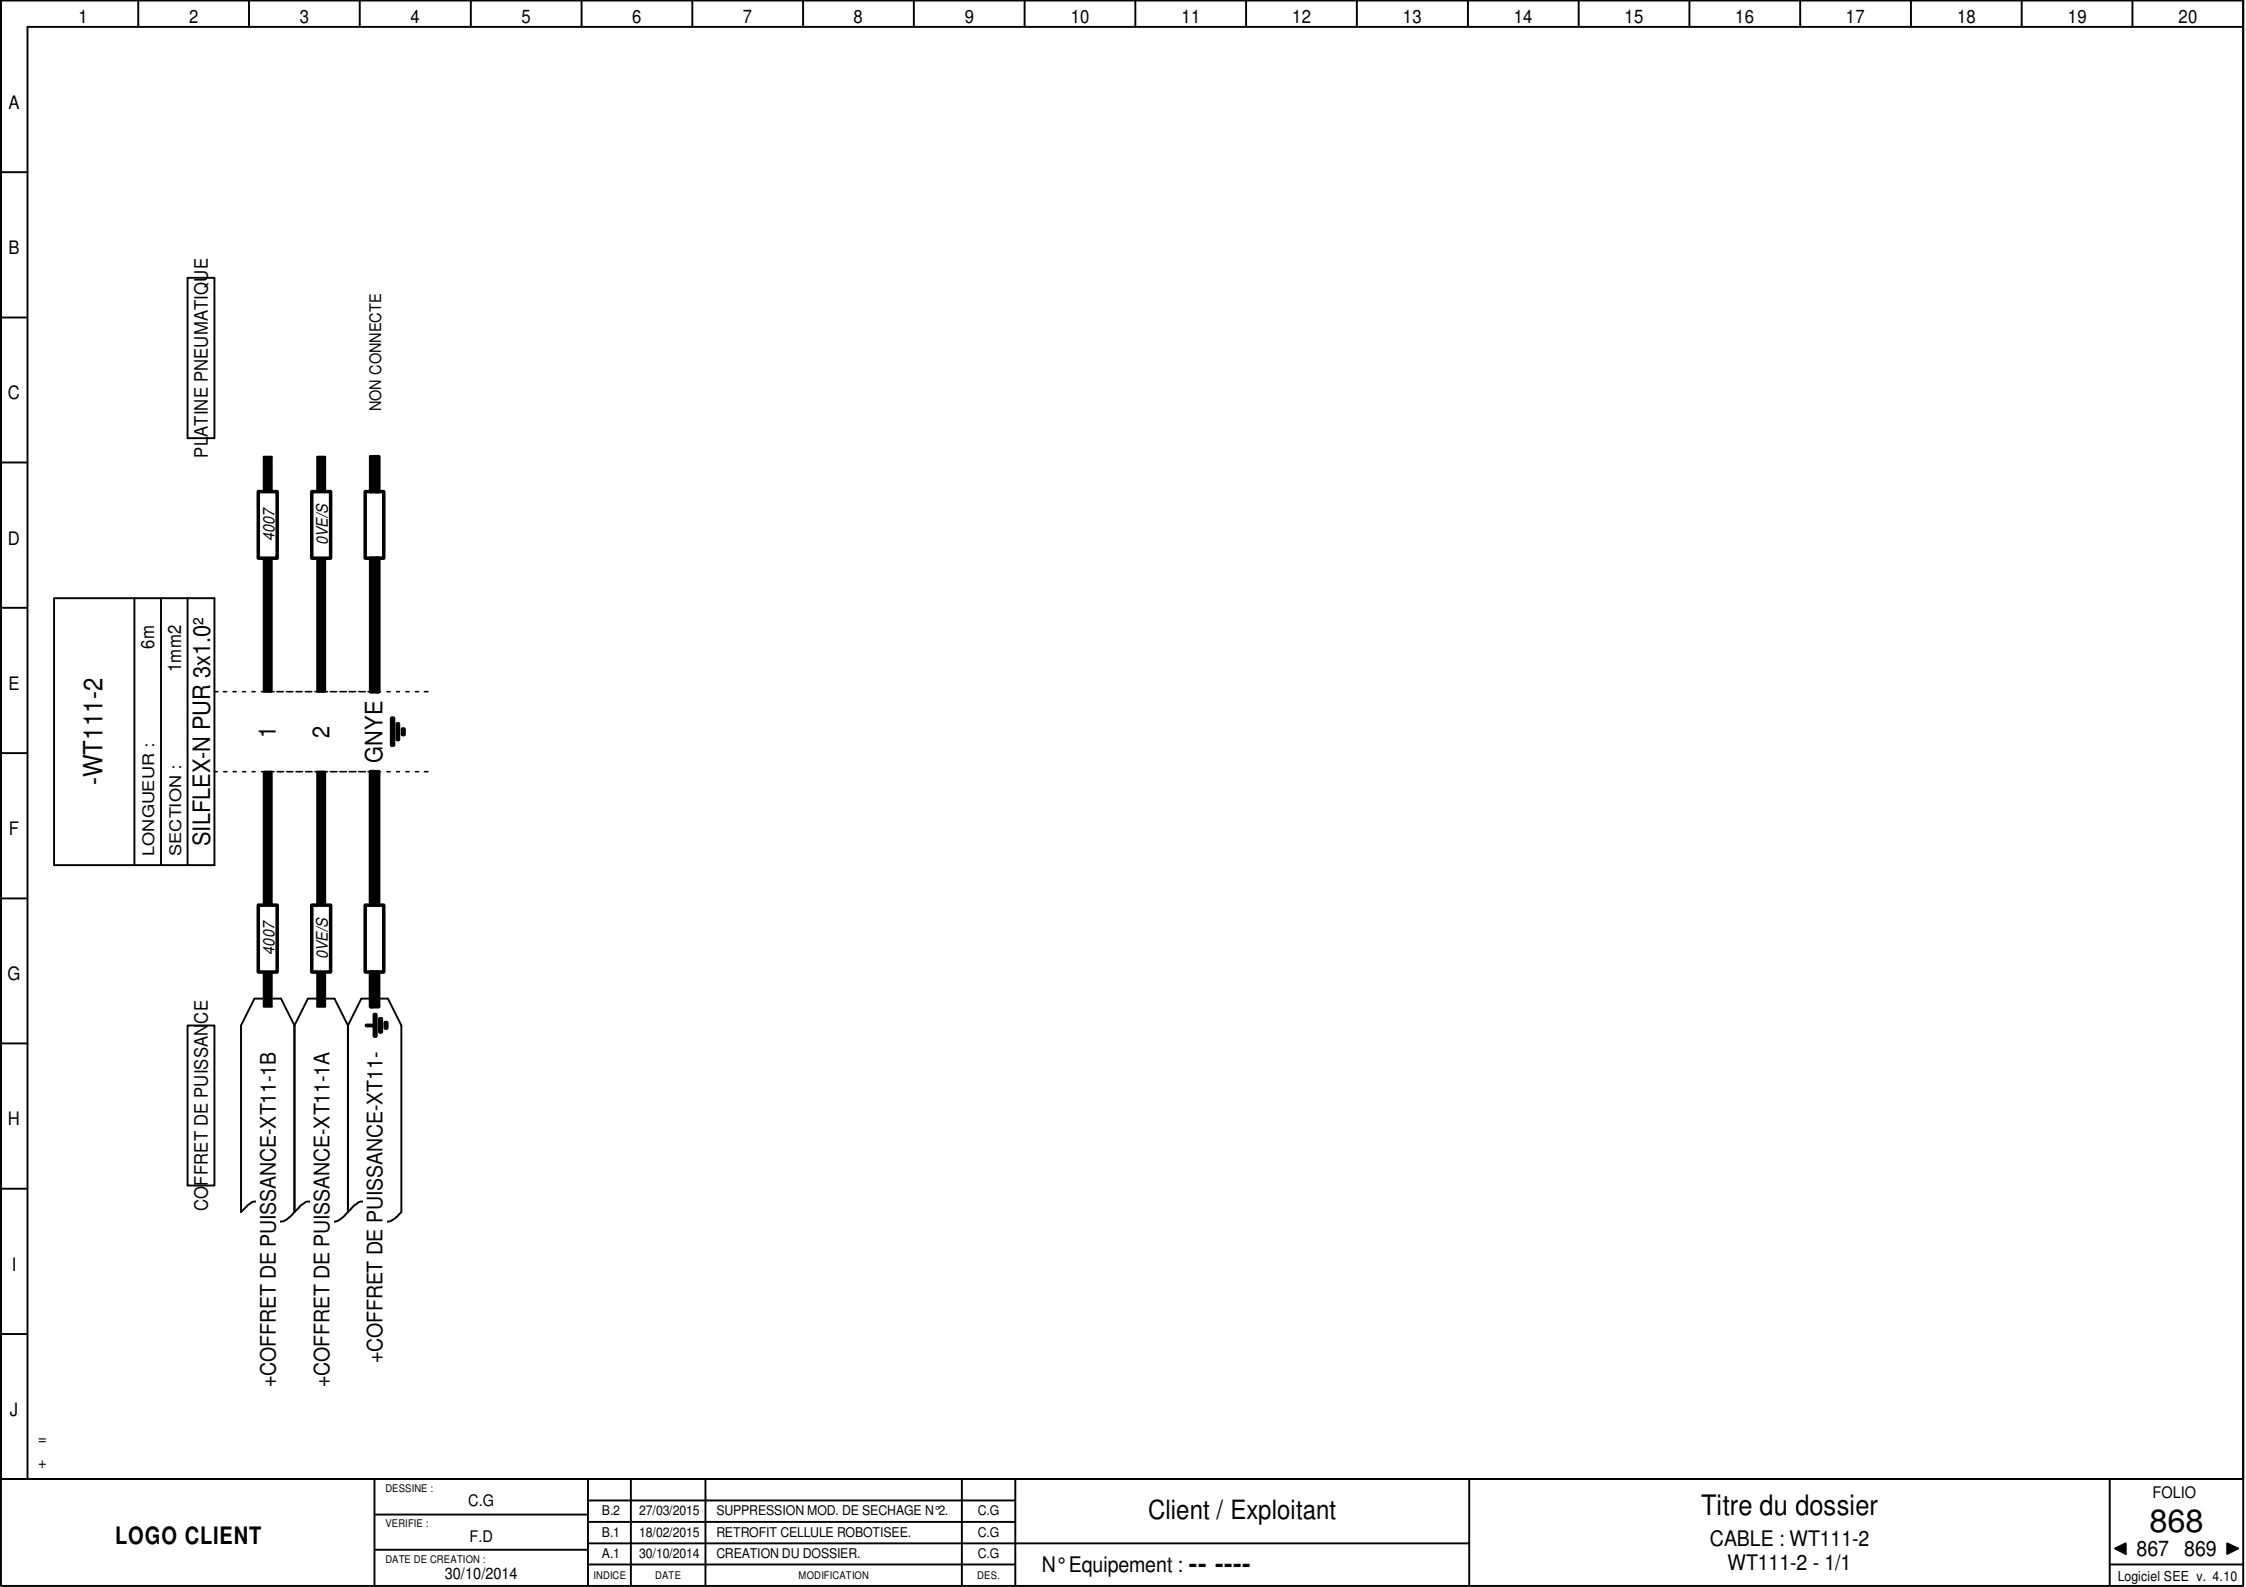 1 2 3 4 5 6 7 8 9 10 11 12 13 14 15 16 17 18 19 20
A
B
C
D
E
F
G
H
I
J
-WT111-2
LONGUEUR : 6m
SECTION : 1mm2
SILFLEX-N PUR 3x1.0²
COFFRET DE PUISSANCE
PLATINE PNEUMATIQUE
+COFFRET DE PUISSANCE-XT11-1B 4007 1 4007
+COFFRET DE PUISSANCE-XT11-1A 0VE/S 2 0VE/S
+COFFRET DE PUISSANCE-XT11- GNYE NON CONNECTE
=
+
LOGO CLIENT
DESSINE :
C.G
VERIFIE :
F.D
DATE DE CREATION :
30/10/2014
B.2 27/03/2015 SUPPRESSION MOD. DE SECHAGE N°2. C.G
B.1 18/02/2015 RETROFIT CELLULE ROBOTISEE. C.G
A.1 30/10/2014 CREATION DU DOSSIER. C.G
INDICE DATE MODIFICATION DES.
Client / Exploitant
N° Equipement : -- ----
Titre du dossier
CABLE : WT111-2
WT111-2 - 1/1
FOLIO
868
867 869
Logiciel SEE v. 4.10